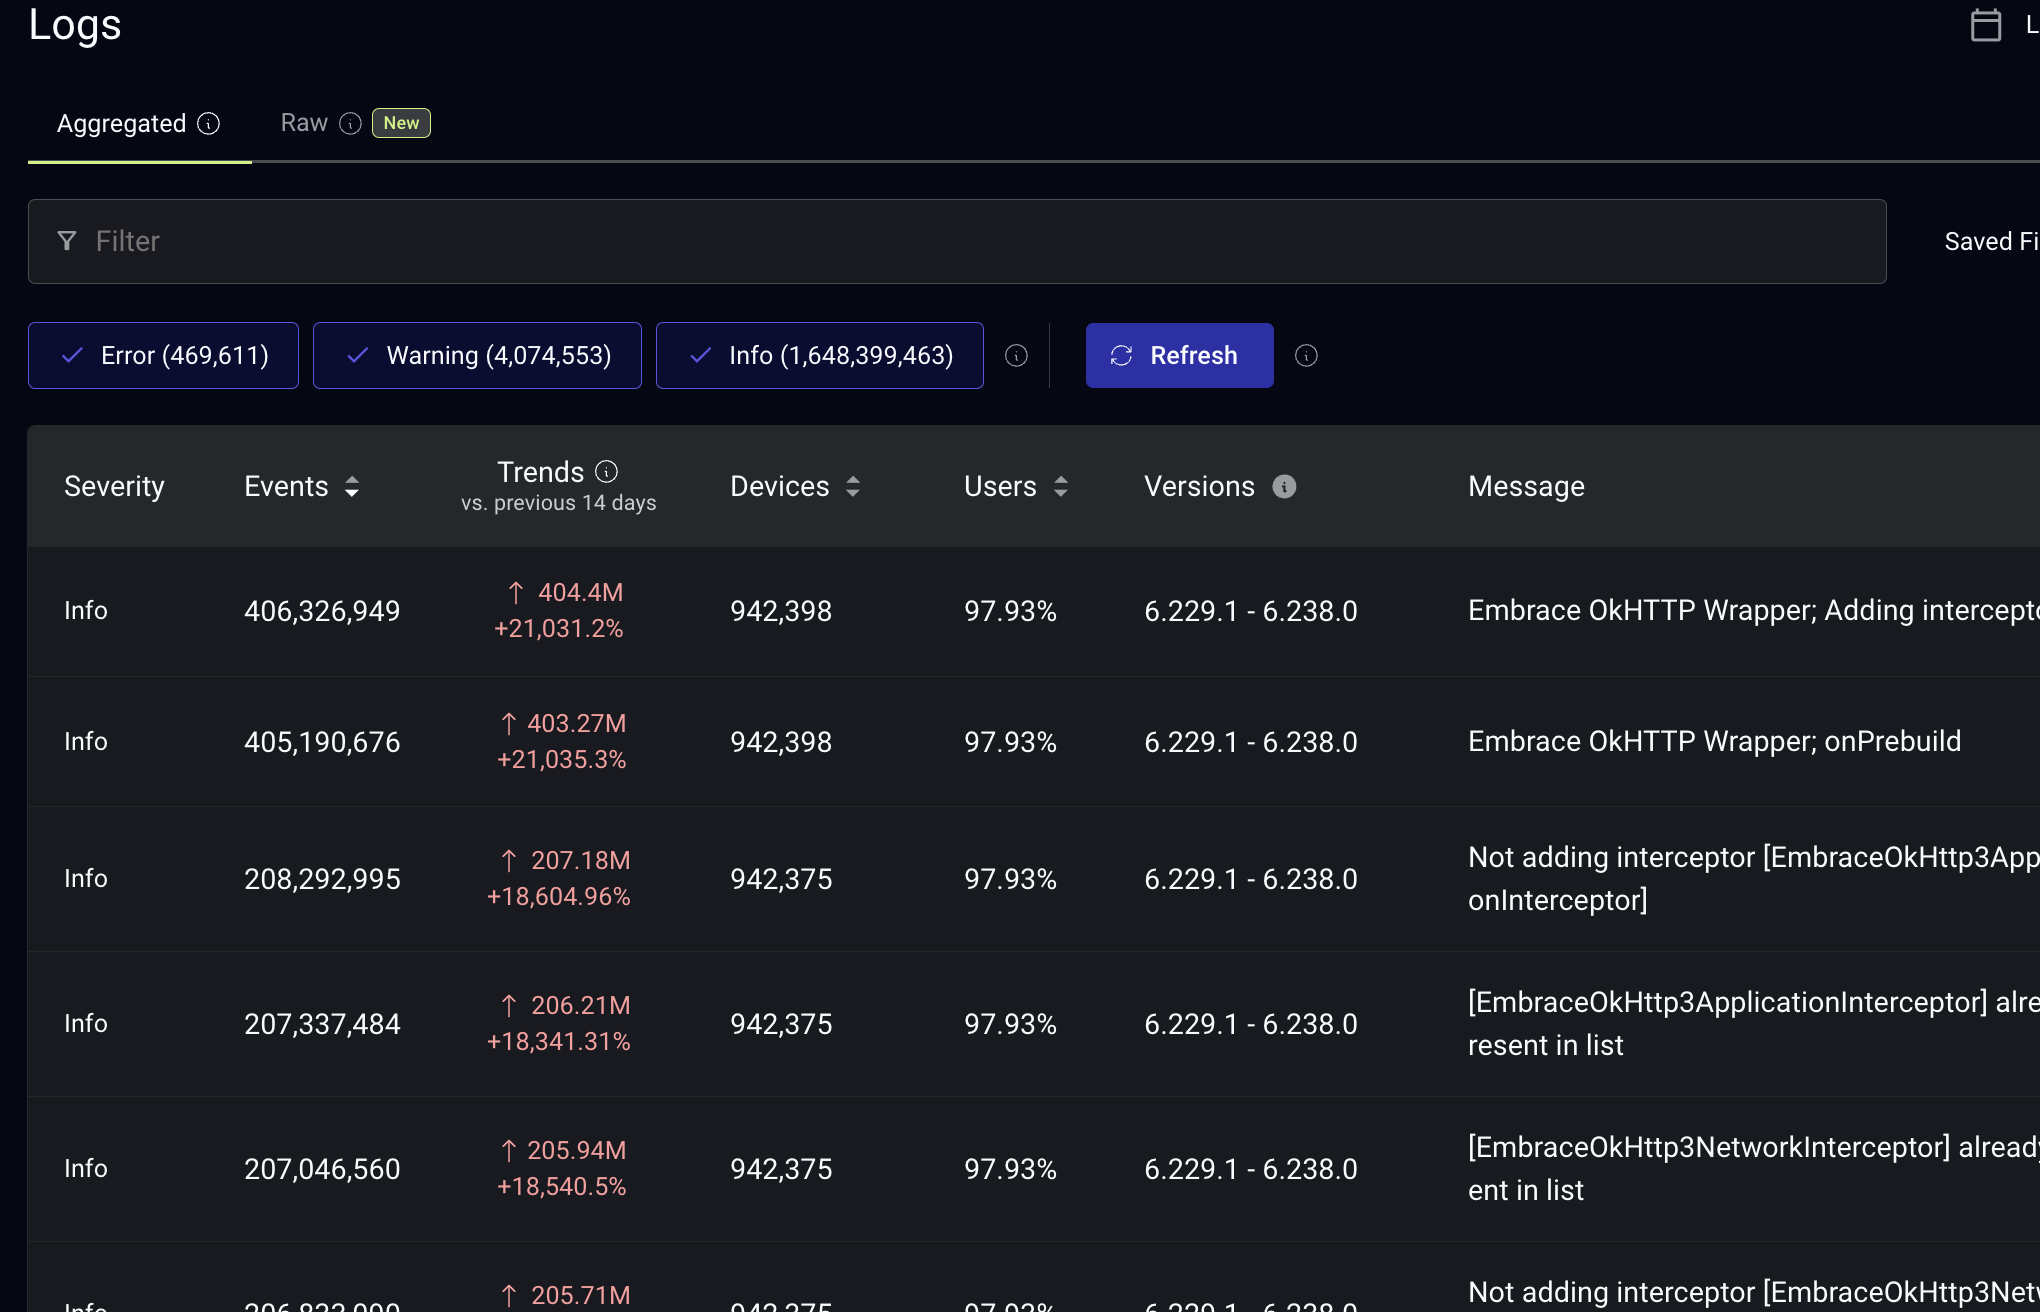 Logs
Aggregated
Raw New
Filter
Saved
Error (469,611) Warning (4,074,553) Info (1,648,399,463) Refresh
Severity Events Trends Devices Users Versions Message
vs. previous 14 days
Info 406,326,949 ↑ 404.4M +21,031.2% 942,398 97.93% 6.229.1 - 6.238.0 Embrace OkHTTP Wrapper; Adding
Info 405,190,676 ↑ 403.27M +21,035.3% 942,398 97.93% 6.229.1 - 6.238.0 Embrace OkHTTP Wrapper; onPrebuild
Info 208,292,995 ↑ 207.18M +18,604.96% 942,375 97.93% 6.229.1 - 6.238.0 Not adding interceptor [EmbraceOkHttp3App
onInterceptor]
Info 207,337,484 ↑ 206.21M +18,341.31% 942,375 97.93% 6.229.1 - 6.238.0 [EmbraceOkHttp3ApplicationInterceptor] alre
resent in list
Info 207,046,560 ↑ 205.94M +18,540.5% 942,375 97.93% 6.229.1 - 6.238.0 [EmbraceOkHttp3NetworkInterceptor] already
ent in list
↑ 205.71M Not adding interceptor [EmbraceOkHttp3Net